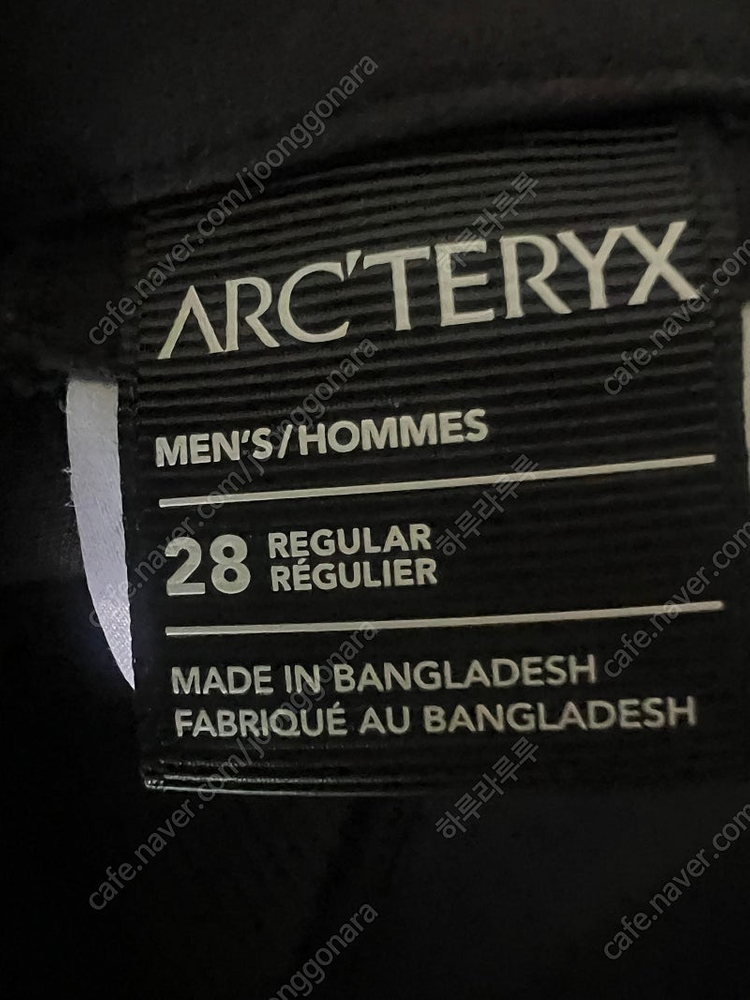 ARC'TERYX
MEN'S/HOMMES
28 REGULAR
RÉGULIER
MADE IN BANGLADESH
FABRIQUÉ AU BANGLADESH
cafe.naver.com/joonggonara
하루라루루